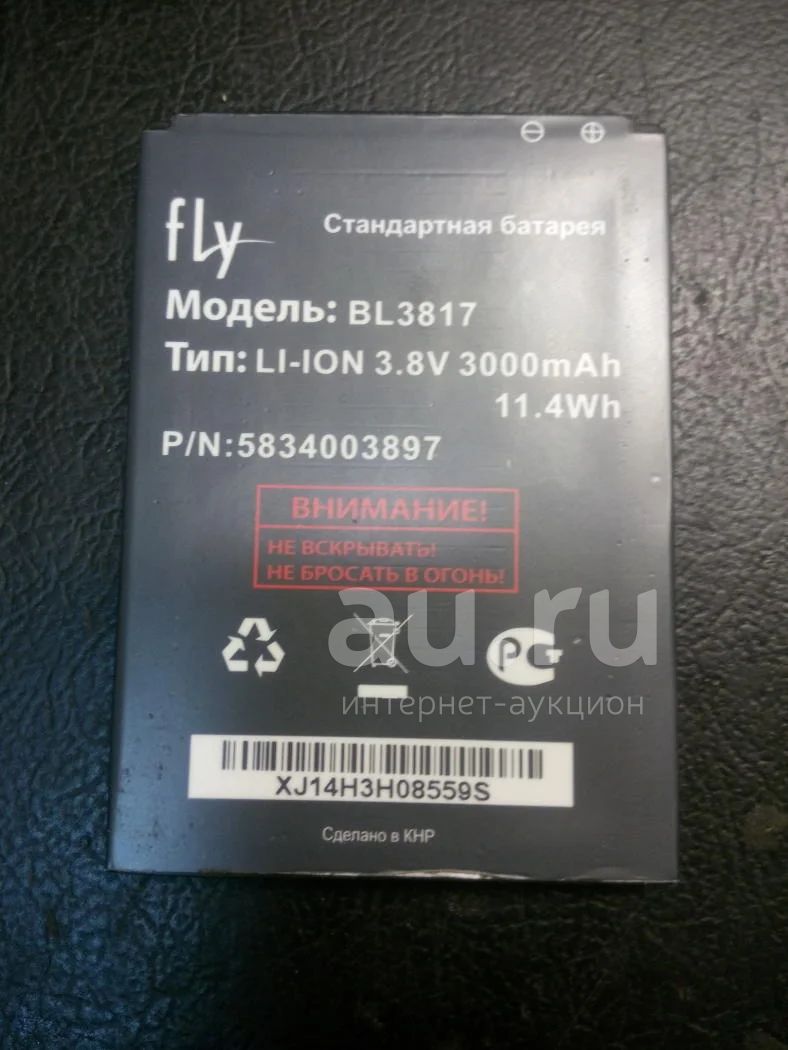 fly Стандартная батарея
Модель: BL3817
Тип: LI-ION 3.8V 3000mAh
11.4Wh
P/N:5834003897
ВНИМАНИЕ!
НЕ ВСКРЫВАТЬ!
НЕ БРОСАТЬ В ОГОНЬ!
au.ru
интернет-аукцион
РСТ
XJ14H3H08559S
Сделано в КНР